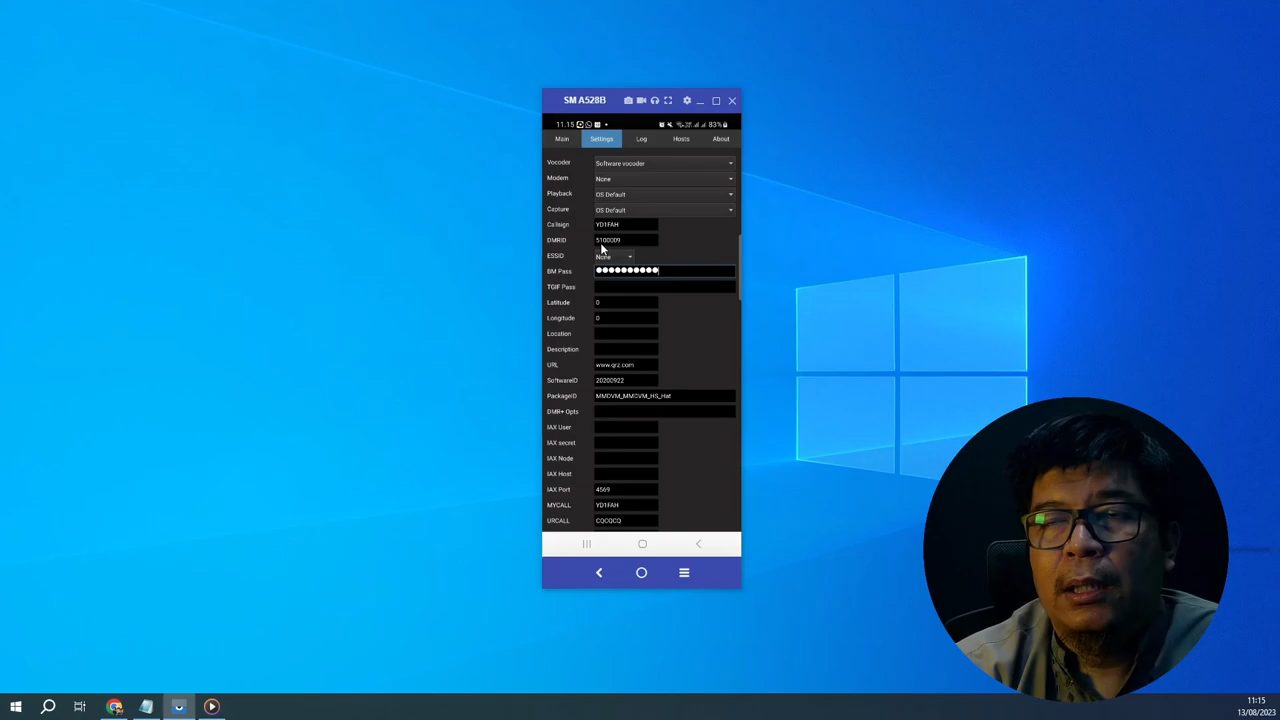 SM A528B
11.15
83%
Main Settings Log Hosts About
Vocoder Software vocoder
Modem None
Playback OS Default
Capture OS Default
Callsign YD1FAH
DMRID 5100009
ESSID None
BM Pass ●●●●●●●●●●
TGIF Pass
Latitude 0
Longitude 0
Location
Description
URL www.qrz.com
SoftwareID 20200922
PackageID MMDVM_MMDVM_HS_Hat
DMR+ Opts
IAX User
IAX secret
IAX Node
IAX Host
IAX Port 4569
MYCALL YD1FAH
URCALL CQCQCQ
11:15
13/08/2023